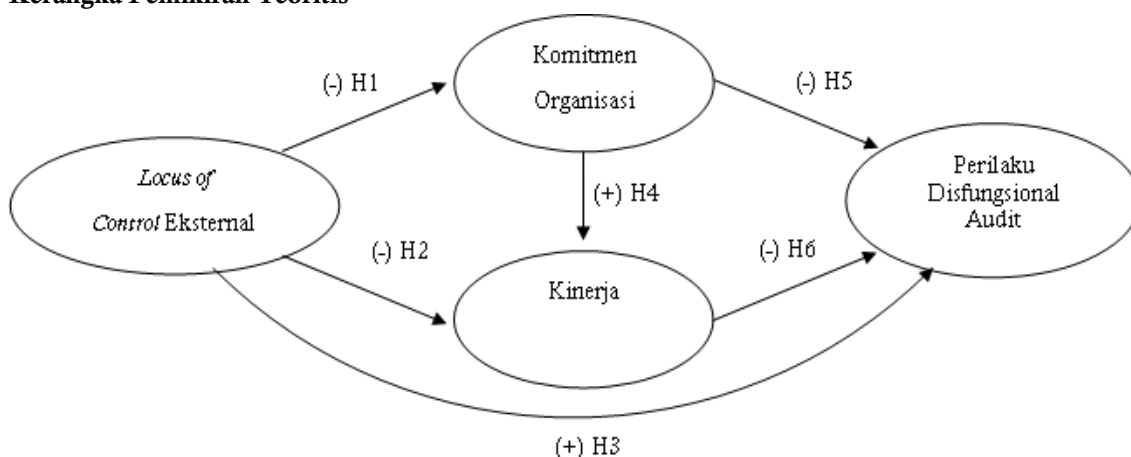 Kerangka Pemikiran Teoritis
Komitmen
Organisasi
(-) H1
(-) H5
Locus of
Control Eksternal
(+) H4
Perilaku
Disfungsional
Audit
(-) H2
Kinerja
(-) H6
(+) H3